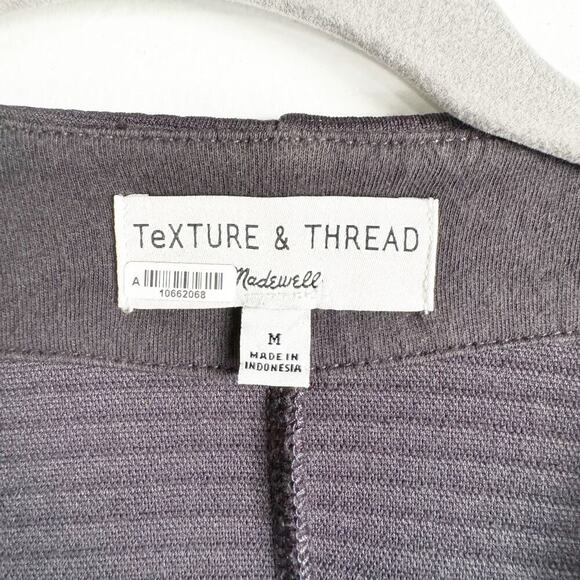 TeXTURE & THREAD
Madewell
A
10662068
M
MADE IN
INDONESIA